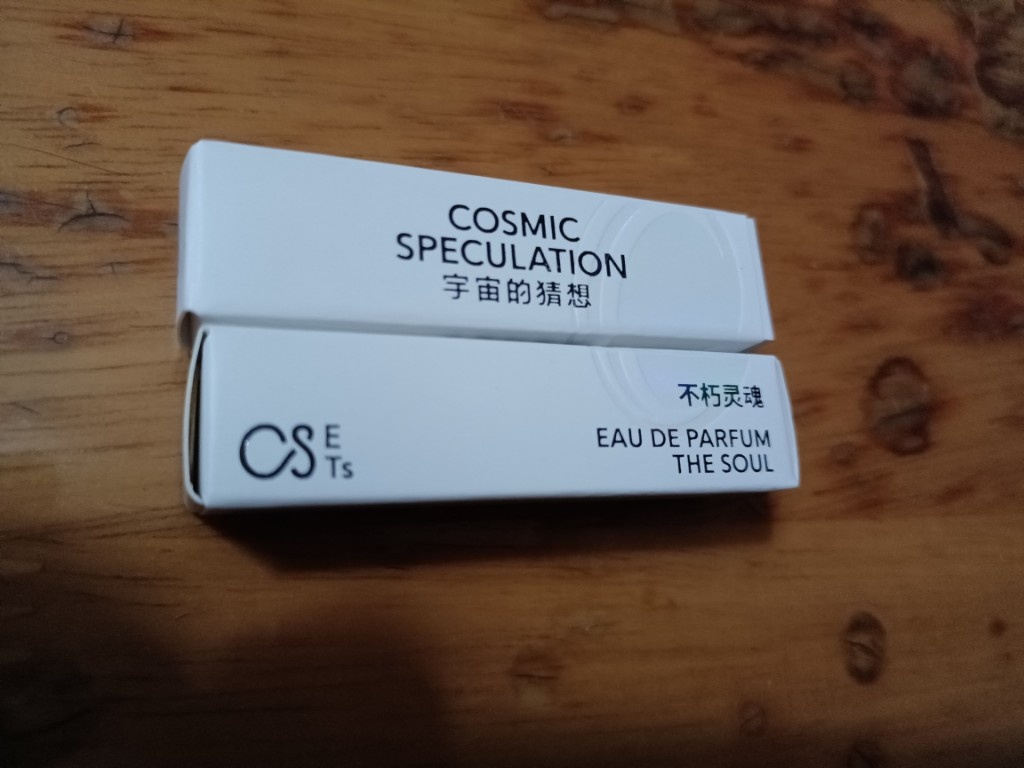 COSMIC
SPECULATION
宇宙的猜想
不朽灵魂
CS E
Ts
EAU DE PARFUM
THE SOUL